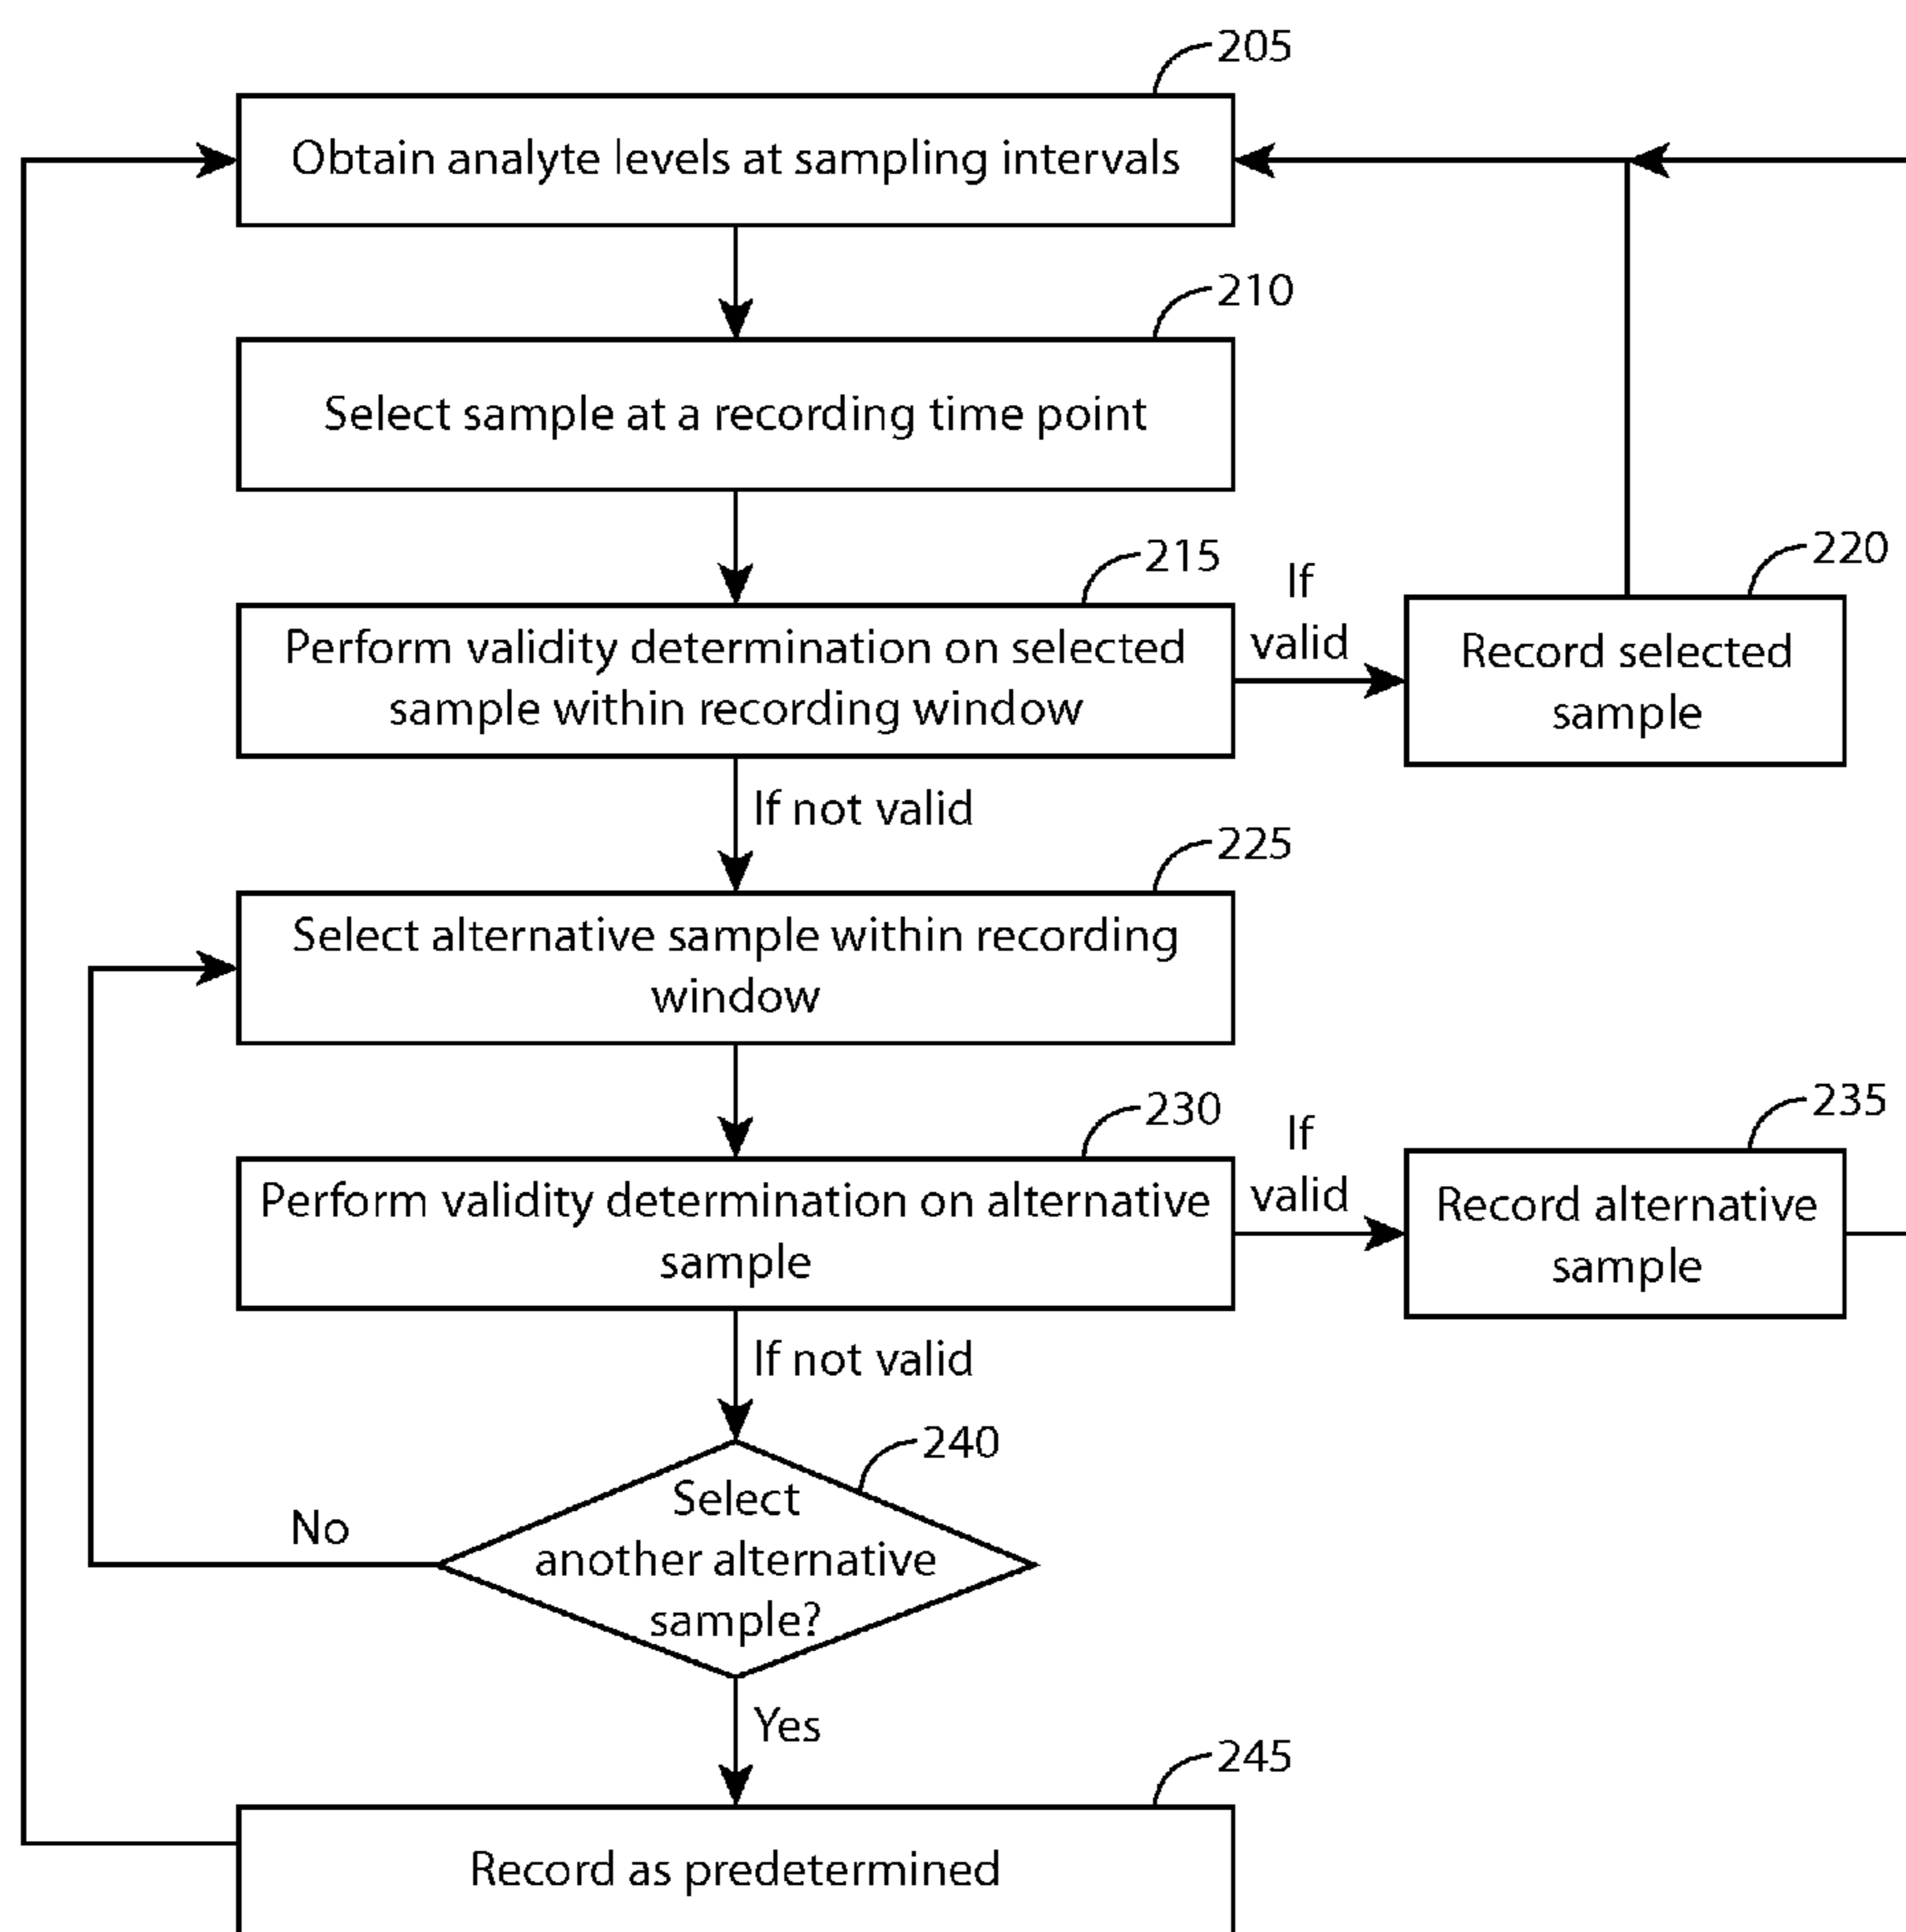 205
Obtain analyte levels at sampling intervals
210
Select sample at a recording time point
215
Perform validity determination on selected
sample within recording window
If
valid
220
Record selected
sample
If not valid
225
Select alternative sample within recording
window
230
Perform validity determination on alternative
sample
If
valid
235
Record alternative
sample
If not valid
240
Select
another alternative
sample?
No
Yes
245
Record as predetermined